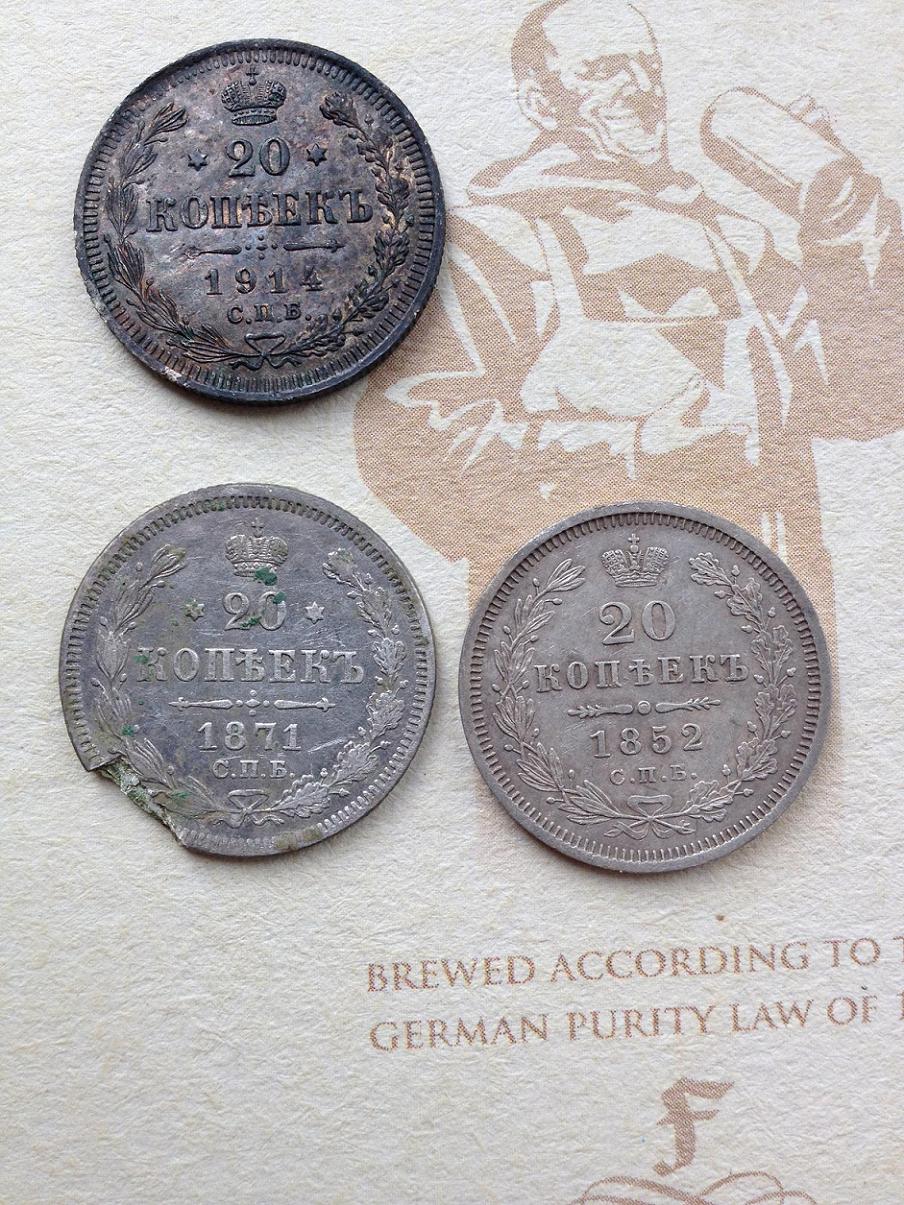 20
КОПѢЕКЪ
1914
С.П.Б.
20
КОПѢЕКЪ
1871
С.П.Б.
20
КОПѢЕКЪ
1852
С.П.Б.
BREWED ACCORDING TO
GERMAN PURITY LAW OF
F